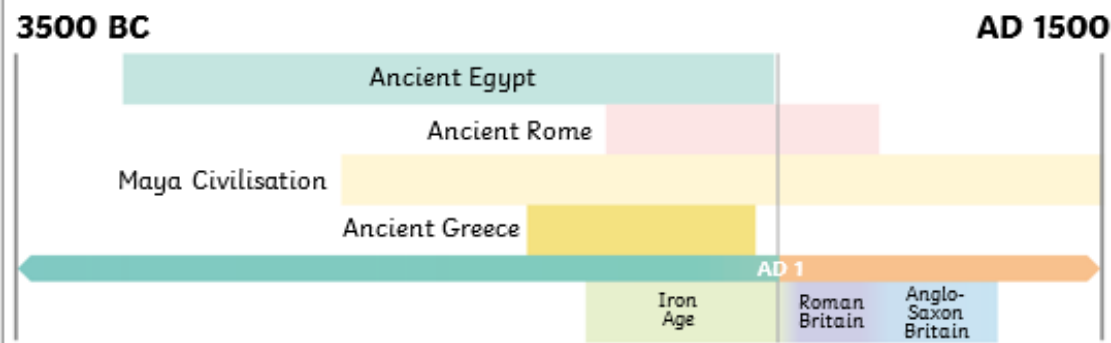 3500 BC
AD 1500
Ancient Egypt
Ancient Rome
Maya Civilisation
Ancient Greece
AD 1
Iron
Age
Roman
Britain
Anglo-
Saxon
Britain